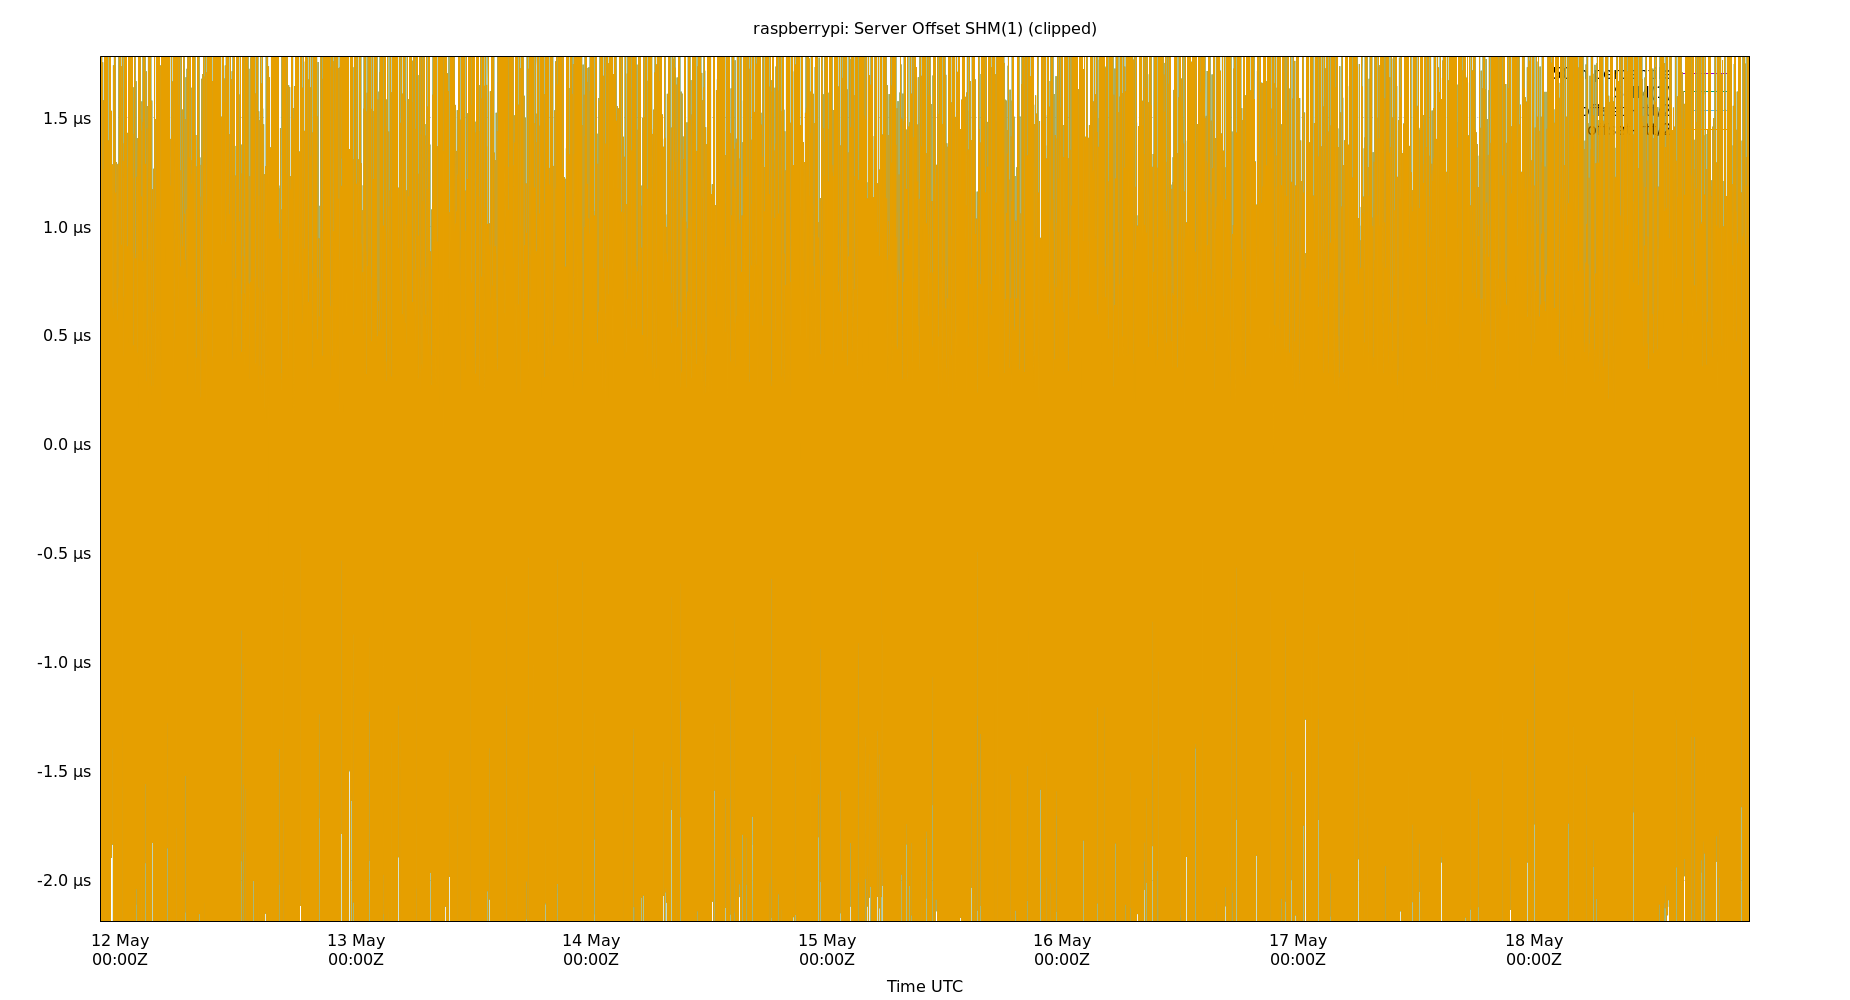 raspberrypi: Server Offset SHM(1) (clipped)
1.5 µs
1.0 µs
0.5 µs
0.0 µs
-0.5 µs
-1.0 µs
-1.5 µs
-2.0 µs
12 May 13 May 14 May 15 May 16 May 17 May 18 May
00:00Z 00:00Z 00:00Z 00:00Z 00:00Z 00:00Z 00:00Z
Time UTC